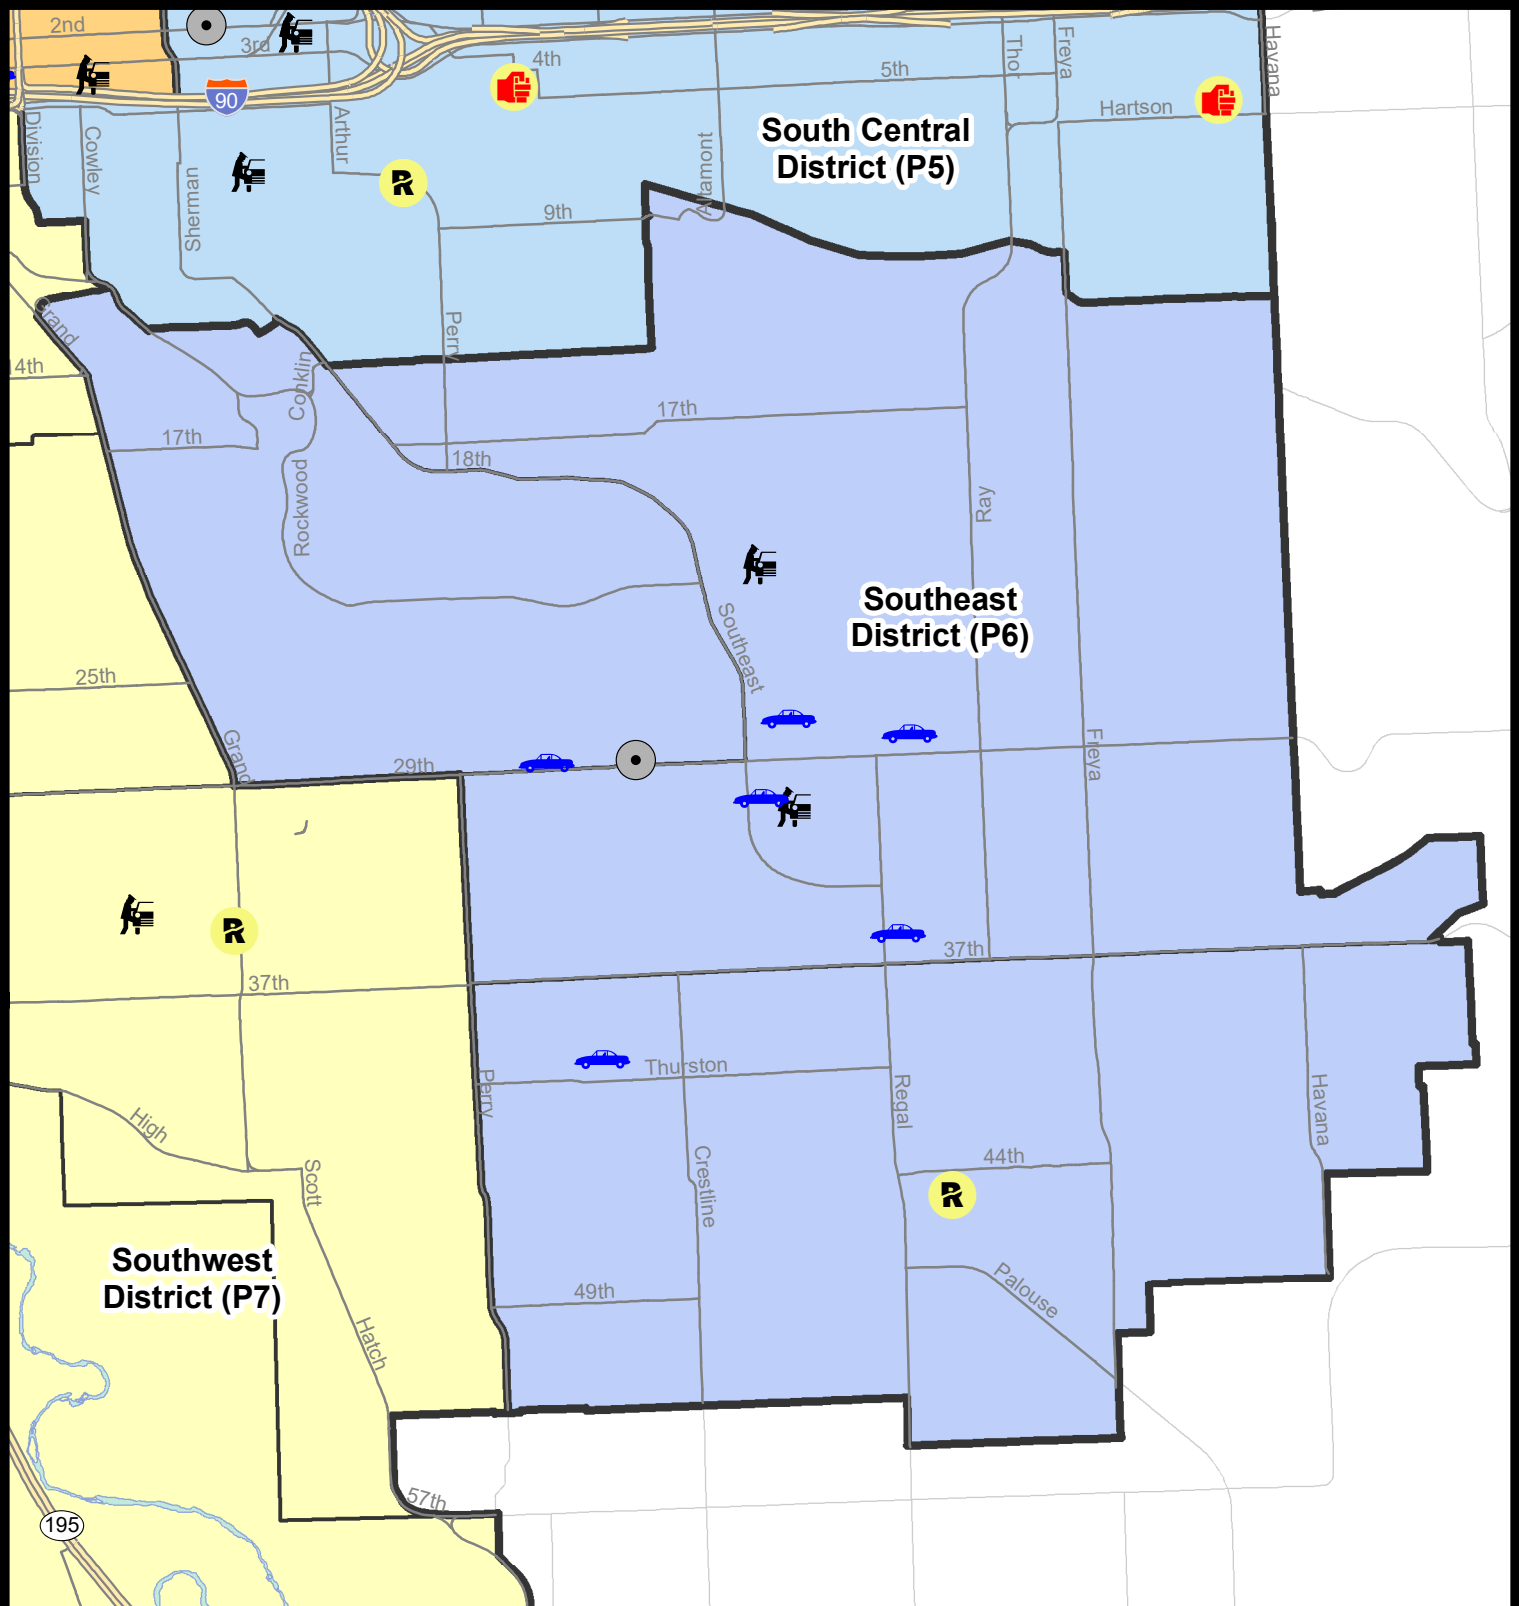 2nd
3rd
4th
5th
Thor
Freya
Havana
90
Hartson
Division
Cowley
Arthur
Sherman
Altamont
South Central
District (P5)
R
9th
Grand
Perry
14th
Conklin
17th
17th
18th
Rockwood
Ray
Southeast
Southeast
District (P6)
25th
Grand
29th
Freya
R
37th
37th
Thurston
Perry
Regal
Havana
High
Scott
Crestline
44th
R
Southwest
District (P7)
49th
Palouse
Hatch
57th
195